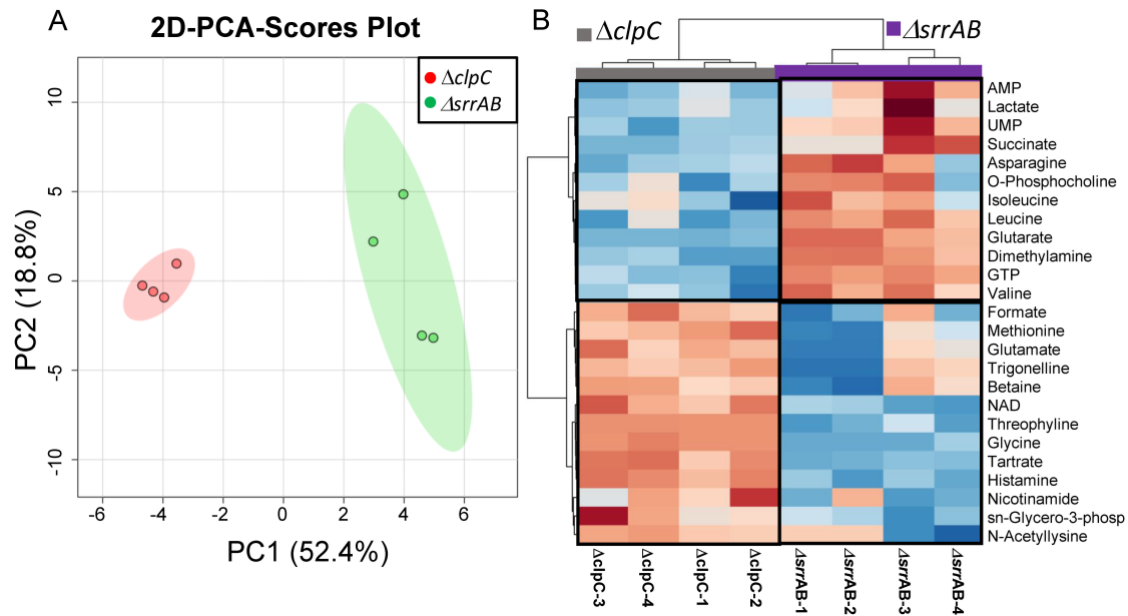 A
2D-PCA-Scores Plot
ΔclpC
ΔsrrAB
10
5
0
-5
-10
PC2 (18.8%)
-6
-4
-2
0
2
4
6
PC1 (52.4%)
B
ΔclpC
ΔsrrAB
AMP
Lactate
UMP
Succinate
Asparagine
O-Phosphocholine
Isoleucine
Leucine
Glutarate
Dimethylamine
GTP
Valine
Formate
Methionine
Glutamate
Trigonelline
Betaine
NAD
Threophyline
Glycine
Tartrate
Histamine
Nicotinamide
sn-Glycero-3-phosp
N-Acetyllysine
ΔclpC-3
ΔclpC-4
ΔclpC-1
ΔclpC-2
ΔsrrAB-1
ΔsrrAB-2
ΔsrrAB-3
ΔsrrAB-4